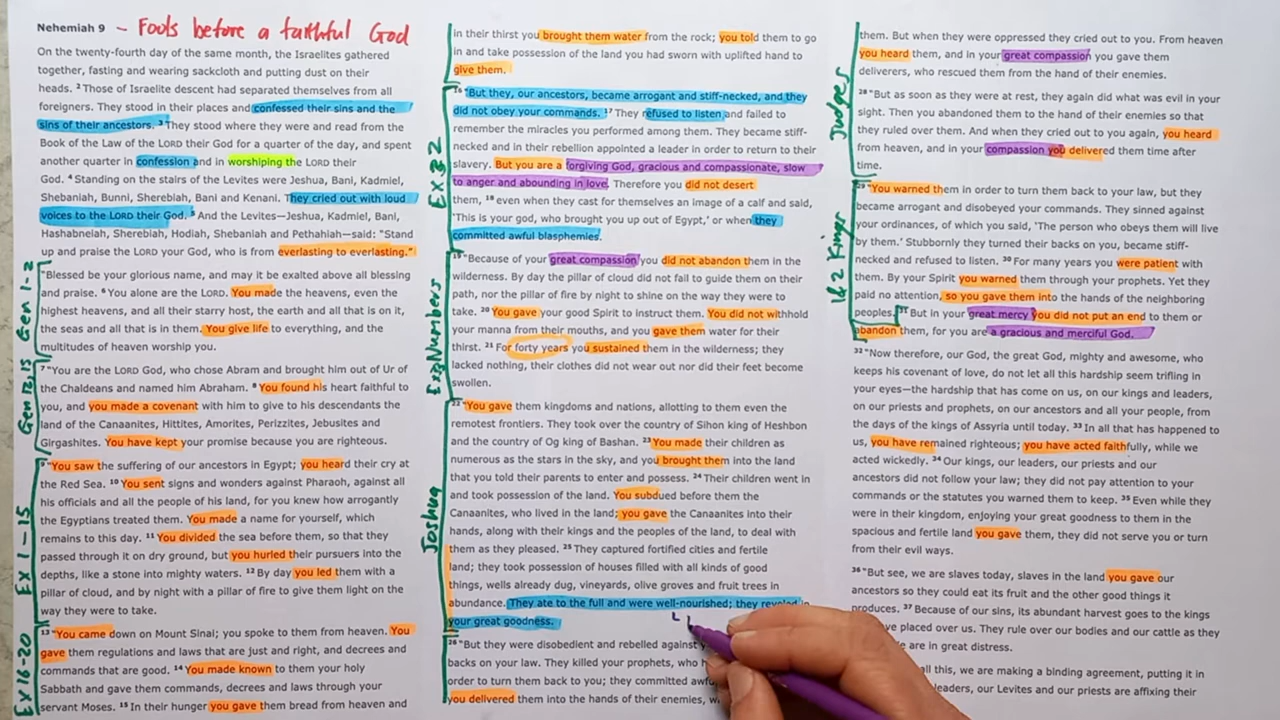 Nehemiah 9 - Fools before a faithful God
On the twenty-fourth day of the same month, the Israelites gathered
together, fasting and wearing sackcloth and putting dust on their
heads. 2 Those of Israelite descent had separated themselves from all
foreigners. They stood in their places and confessed their sins and the
sins of their ancestors. 3 They stood where they were and read from the
Book of the Law of the LORD their God for a quarter of the day, and spent
another quarter in confession and in worshiping the LORD their
God. 4 Standing on the stairs of the Levites were Jeshua, Bani, Kadmiel,
Shebaniah, Bunni, Sherebiah, Bani and Kenani. They cried out with loud
voices to the LORD their God. 5 And the Levites—Jeshua, Kadmiel, Bani,
Hashabneiah, Sherebiah, Hodiah, Shebaniah and Pethahiah—said: "Stand
up and praise the LORD your God, who is from everlasting to everlasting."
Gen 1-2
"Blessed be your glorious name, and may it be exalted above all blessing
and praise. 6 You alone are the LORD. You made the heavens, even the
highest heavens, and all their starry host, the earth and all that is on it,
the seas and all that is in them. You give life to everything, and the
multitudes of heaven worship you.
Gen 12, 15
7 "You are the LORD God, who chose Abram and brought him out of Ur of
the Chaldeans and named him Abraham. 8 You found his heart faithful to
you, and you made a covenant with him to give to his descendants the
land of the Canaanites, Hittites, Amorites, Perizzites, Jebusites and
Girgashites. You have kept your promise because you are righteous.
Ex 1-15
9 "You saw the suffering of our ancestors in Egypt; you heard their cry at
the Red Sea. 10 You sent signs and wonders against Pharaoh, against all
his officials and all the people of his land, for you knew how arrogantly
the Egyptians treated them. You made a name for yourself, which
remains to this day. 11 You divided the sea before them, so that they
passed through it on dry ground, but you hurled their pursuers into the
depths, like a stone into mighty waters. 12 By day you led them with a
pillar of cloud, and by night with a pillar of fire to give them light on the
way they were to take.
Ex 16-20
13 "You came down on Mount Sinai; you spoke to them from heaven. You
gave them regulations and laws that are just and right, and decrees and
commands that are good. 14 You made known to them your holy
Sabbath and gave them commands, decrees and laws through your
servant Moses. 15 In their hunger you gave them bread from heaven and
in their thirst you brought them water from the rock; you told them to go
in and take possession of the land you had sworn with uplifted hand to
give them.
Ex 32
16 "But they, our ancestors, became arrogant and stiff-necked, and they
did not obey your commands. 17 They refused to listen and failed to
remember the miracles you performed among them. They became stiff-
necked and in their rebellion appointed a leader in order to return to their
slavery. But you are a forgiving God, gracious and compassionate, slow
to anger and abounding in love. Therefore you did not desert
them, 18 even when they cast for themselves an image of a calf and said,
'This is your god, who brought you up out of Egypt,' or when they
committed awful blasphemies.
Numbers
19 "Because of your great compassion you did not abandon them in the
wilderness. By day the pillar of cloud did not fail to guide them on their
path, nor the pillar of fire by night to shine on the way they were to
take. 20 You gave your good Spirit to instruct them. You did not withhold
your manna from their mouths, and you gave them water for their
thirst. 21 For forty years you sustained them in the wilderness; they
lacked nothing, their clothes did not wear out nor did their feet become
swollen.
Joshua
22 "You gave them kingdoms and nations, allotting to them even the
remotest frontiers. They took over the country of Sihon king of Heshbon
and the country of Og king of Bashan. 23 You made their children as
numerous as the stars in the sky, and you brought them into the land
that you told their parents to enter and possess. 24 Their children went in
and took possession of the land. You subdued before them the
Canaanites, who lived in the land; you gave the Canaanites into their
hands, along with their kings and the peoples of the land, to deal with
them as they pleased. 25 They captured fortified cities and fertile
land; they took possession of houses filled with all kinds of good
things, wells already dug, vineyards, olive groves and fruit trees in
abundance. They ate to the full and were well-nourished; they reveled in
your great goodness.
26 "But they were disobedient and rebelled against
backs on your law. They killed your prophets, who
order to turn them back to you; they committed
you delivered them into the hands of their enemies,
them. But when they were oppressed they cried out to you. From heaven
you heard them, and in your great compassion you gave them
deliverers, who rescued them from the hand of their enemies.
Judges
28 "But as soon as they were at rest, they again did what was evil in your
sight. Then you abandoned them to the hand of their enemies so that
they ruled over them. And when they cried out to you again, you heard
from heaven, and in your compassion you delivered them time after
time.
1&2 Kings
29 "You warned them in order to turn them back to your law, but they
became arrogant and disobeyed your commands. They sinned against
your ordinances, of which you said, 'The person who obeys them will live
by them.' Stubbornly they turned their backs on you, became stiff-
necked and refused to listen. 30 For many years you were patient with
them. By your Spirit you warned them through your prophets. Yet they
paid no attention, so you gave them into the hands of the neighboring
peoples. 31 But in your great mercy you did not put an end to them or
abandon them, for you are a gracious and merciful God.
32 "Now therefore, our God, the great God, mighty and awesome, who
keeps his covenant of love, do not let all this hardship seem trifling in
your eyes—the hardship that has come on us, on our kings and leaders,
on our priests and prophets, on our ancestors and all your people, from
the days of the kings of Assyria until today. 33 In all that has happened to
us, you have remained righteous; you have acted faithfully, while we
acted wickedly. 34 Our kings, our leaders, our priests and our
ancestors did not follow your law; they did not pay attention to your
commands or the statutes you warned them to keep. 35 Even while they
were in their kingdom, enjoying your great goodness to them in the
spacious and fertile land you gave them, they did not serve you or turn
from their evil ways.
36 "But see, we are slaves today, slaves in the land you gave our
ancestors so they could eat its fruit and the other good things it
produces. 37 Because of our sins, its abundant harvest goes to the kings
placed over us. They rule over our bodies and our cattle as they
are in great distress.
all this, we are making a binding agreement, putting it in
leaders, our Levites and our priests are affixing their